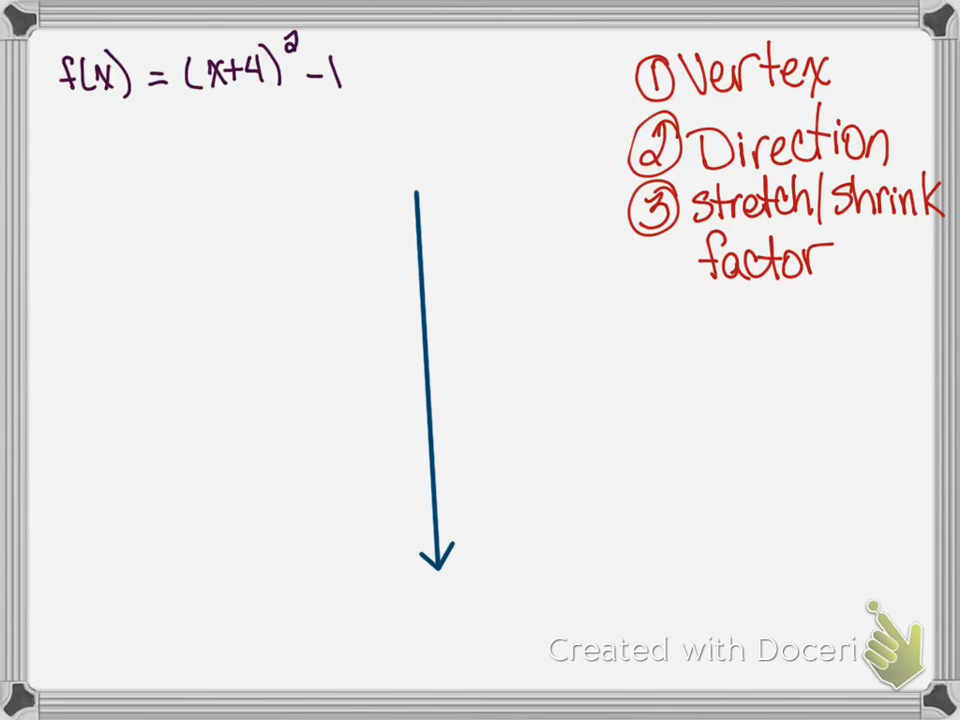 f(x) = (x+4)² -1
① Vertex
② Direction
③ stretch/shrink
factor
Created with Doceri